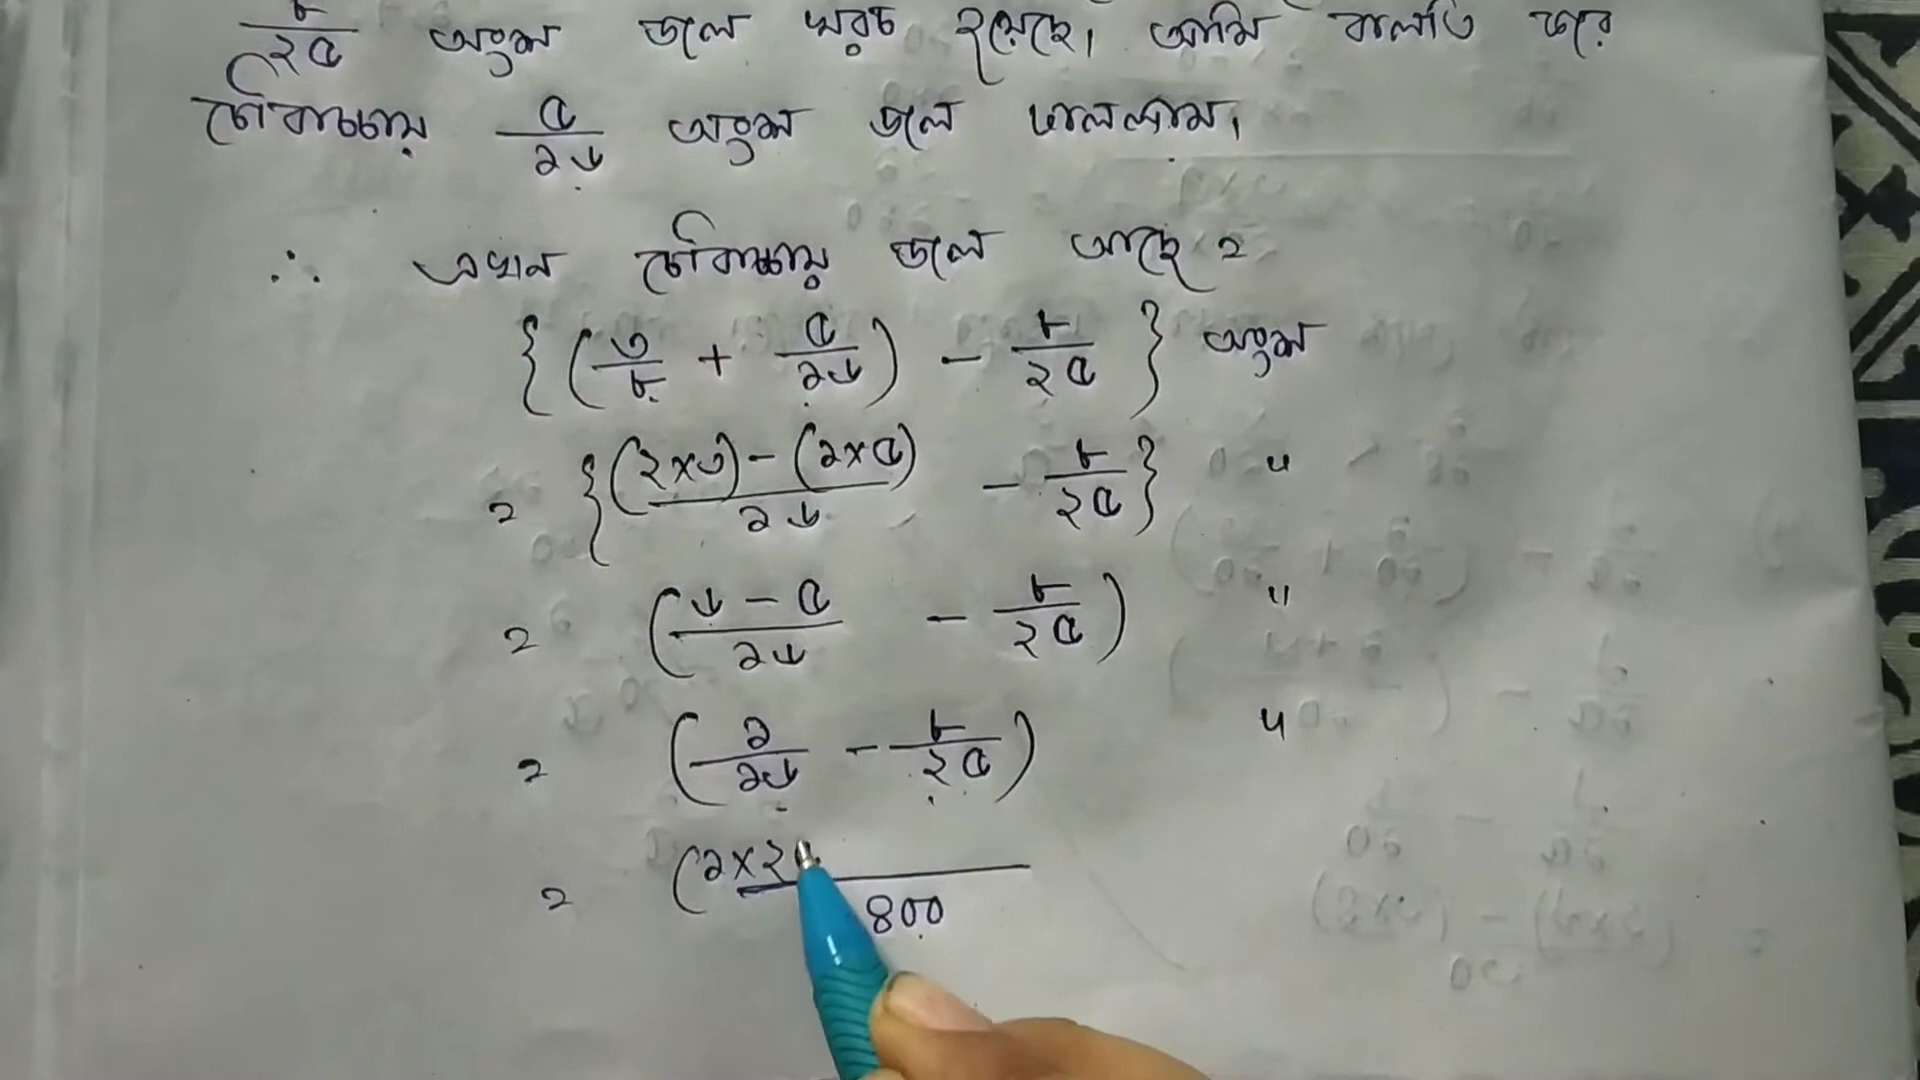 ৮/২৫ অংশ জল খরচ হয়েছে। আমি বালতি করে
চৌবাচ্চায় ৫/১৬ অংশ জল ঢাললাম।
∴ এখন চৌবাচ্চায় জল আছে =
{(৩/৮ + ৫/১৬) - ৮/২৫} অংশ
= {(২×৩) - (১×৫)/১৬ - ৮/২৫} "
= (৬ - ৫/১৬ - ৮/২৫) "
= (১/১৬ - ৮/২৫) "
= (১×২ /৪০০